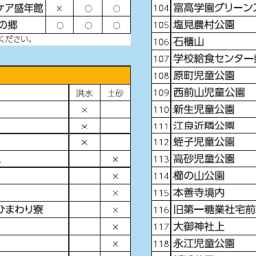 ケア盛年館 × ○ ○
の郷 ○ ○ ○
ください。
洪水 土砂
×
×
×
×
×
×
ひまわり寮 ×
×
104 富高学園グリーン
105 塩見農村公園
106 石櫃山
107 学校給食センター
108 原町児童公園
109 西前山児童公園
110 新生児童公園
111 江良近隣公園
112 蛭子児童公園
113 高砂児童公園
114 櫛の山公園
115 本善寺境内
116 旧第一糖業社宅前
117 大御神社上
118 永江児童公園